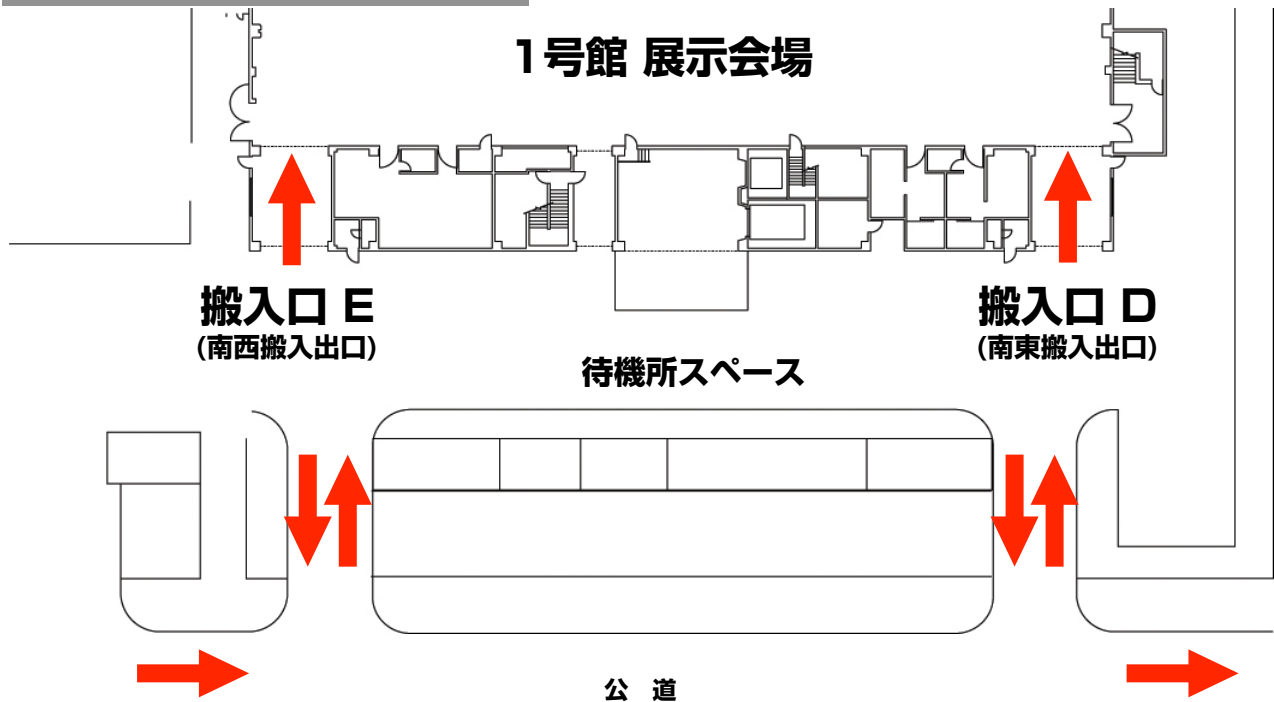 1号館 展示会場
搬入口 E
(南西搬入出口)
搬入口 D
(南東搬入出口)
待機所スペース
公 道